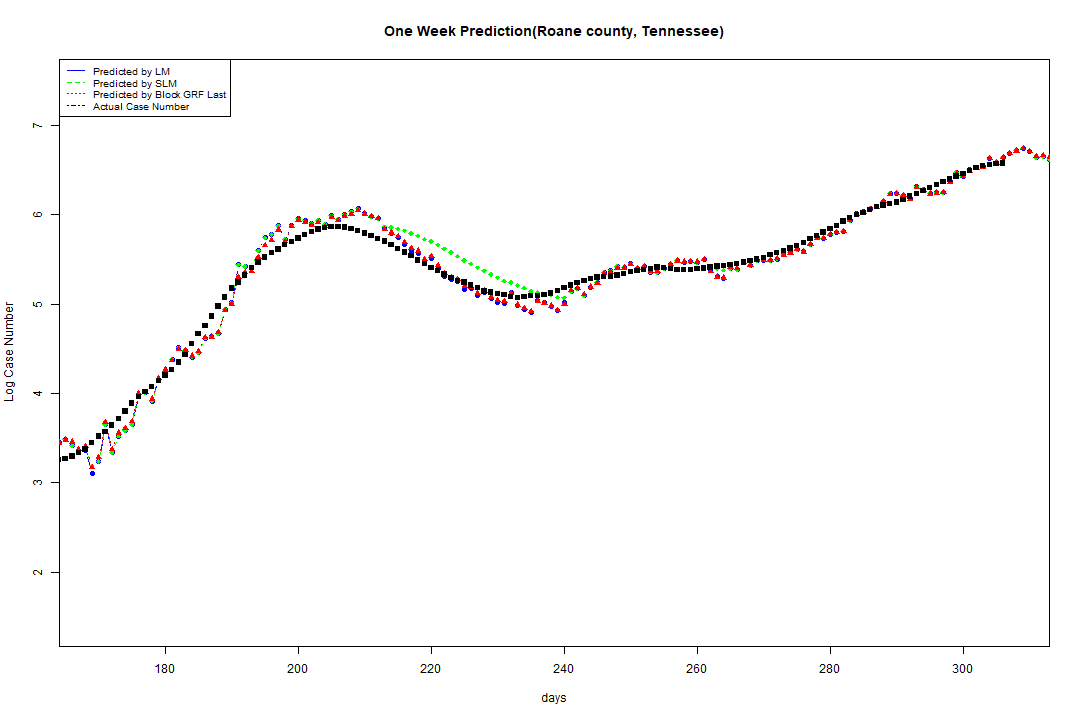 One Week Prediction(Roane county, Tennessee)
Predicted by LM
Predicted by SLM
Predicted by Block GRF Last
Actual Case Number
7
6
5
4
3
2
Log Case Number
180 200 220 240 260 280 300
days